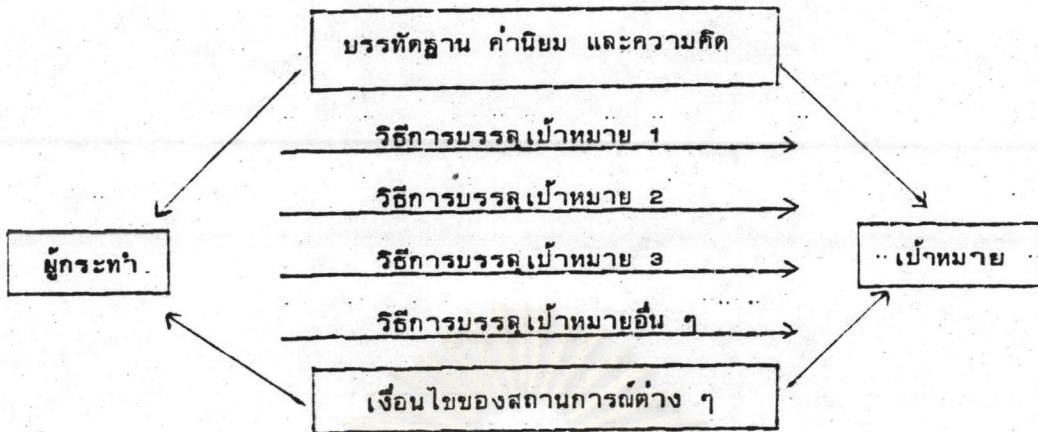 บรรทัดฐาน ค่านิยม และความคิด
วิธีการบรรลุเป้าหมาย 1
วิธีการบรรลุเป้าหมาย 2
ผู้กระทำ
วิธีการบรรลุเป้าหมาย 3
เป้าหมาย
วิธีการบรรลุเป้าหมายอื่น ๆ
เงื่อนไขของสถานการณ์ต่าง ๆ